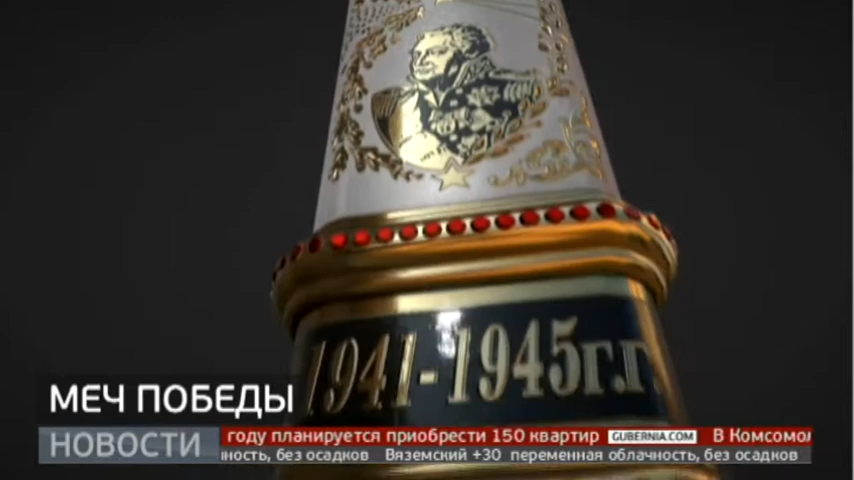 1941-1945г.г.
МЕЧ ПОБЕДЫ
НОВОСТИ
году планируется приобрести 150 квартир GUBERNIA.COM В Комсомол
ность, без осадков Вяземский +30 переменная облачность, без осадков